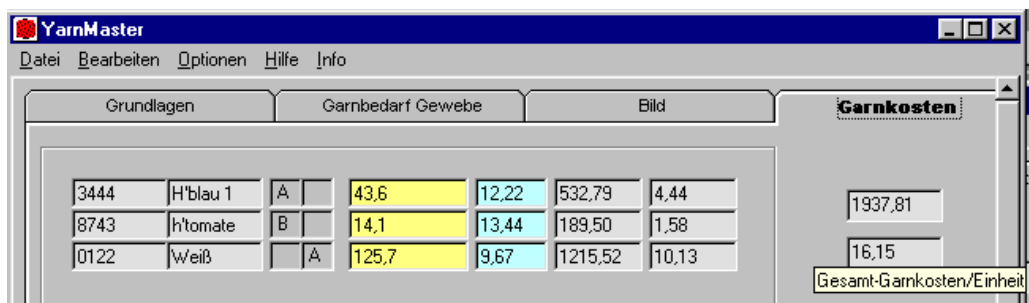 YarnMaster
Datei Bearbeiten Optionen Hilfe Info
Grundlagen Garnbedarf Gewebe Bild Garnkosten
3444 H'blau 1 A 43,6 12,22 532,79 4,44
8743 h'tomate B 14,1 13,44 189,50 1,58
0122 Weiß A 125,7 9,67 1215,52 10,13
1937,81
16,15
Gesamt-Garnkosten/Einheit